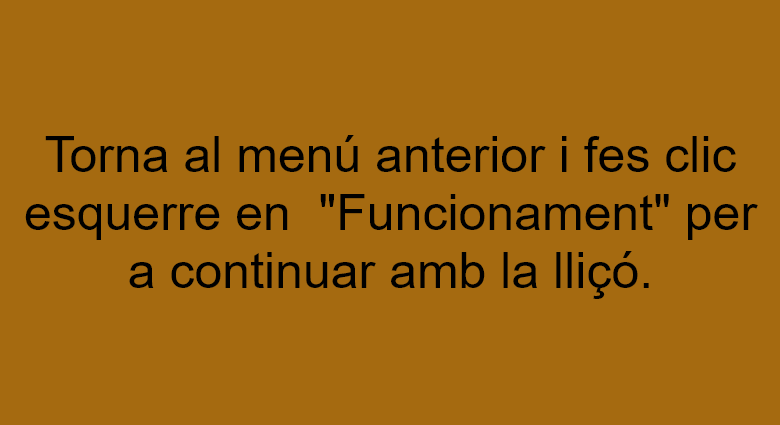 Torna al menú anterior i fes clic
esquerre en  "Funcionament" per
a continuar amb la lliçó.